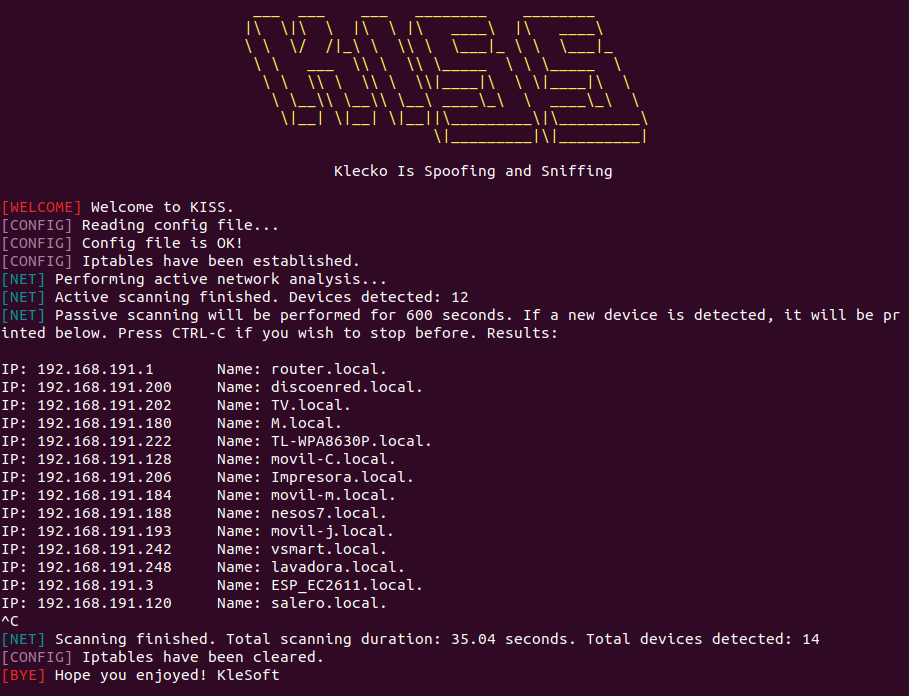 Klecko Is Spoofing and Sniffing
[WELCOME] Welcome to KISS.
[CONFIG] Reading config file...
[CONFIG] Config file is OK!
[CONFIG] Iptables have been established.
[NET] Performing active network analysis...
[NET] Active scanning finished. Devices detected: 12
[NET] Passive scanning will be performed for 600 seconds. If a new device is detected, it will be pr
inted below. Press CTRL-C if you wish to stop before. Results:
IP: 192.168.191.1 Name: router.local.
IP: 192.168.191.200 Name: discoenred.local.
IP: 192.168.191.202 Name: TV.local.
IP: 192.168.191.180 Name: M.local.
IP: 192.168.191.222 Name: TL-WPA8630P.local.
IP: 192.168.191.128 Name: movil-C.local.
IP: 192.168.191.206 Name: Impresora.local.
IP: 192.168.191.184 Name: movil-m.local.
IP: 192.168.191.188 Name: nesos7.local.
IP: 192.168.191.193 Name: movil-j.local.
IP: 192.168.191.242 Name: vsmart.local.
IP: 192.168.191.248 Name: lavadora.local.
IP: 192.168.191.3 Name: ESP_EC2611.local.
IP: 192.168.191.120 Name: salero.local.
^C
[NET] Scanning finished. Total scanning duration: 35.04 seconds. Total devices detected: 14
[CONFIG] Iptables have been cleared.
[BYE] Hope you enjoyed! KleSoft